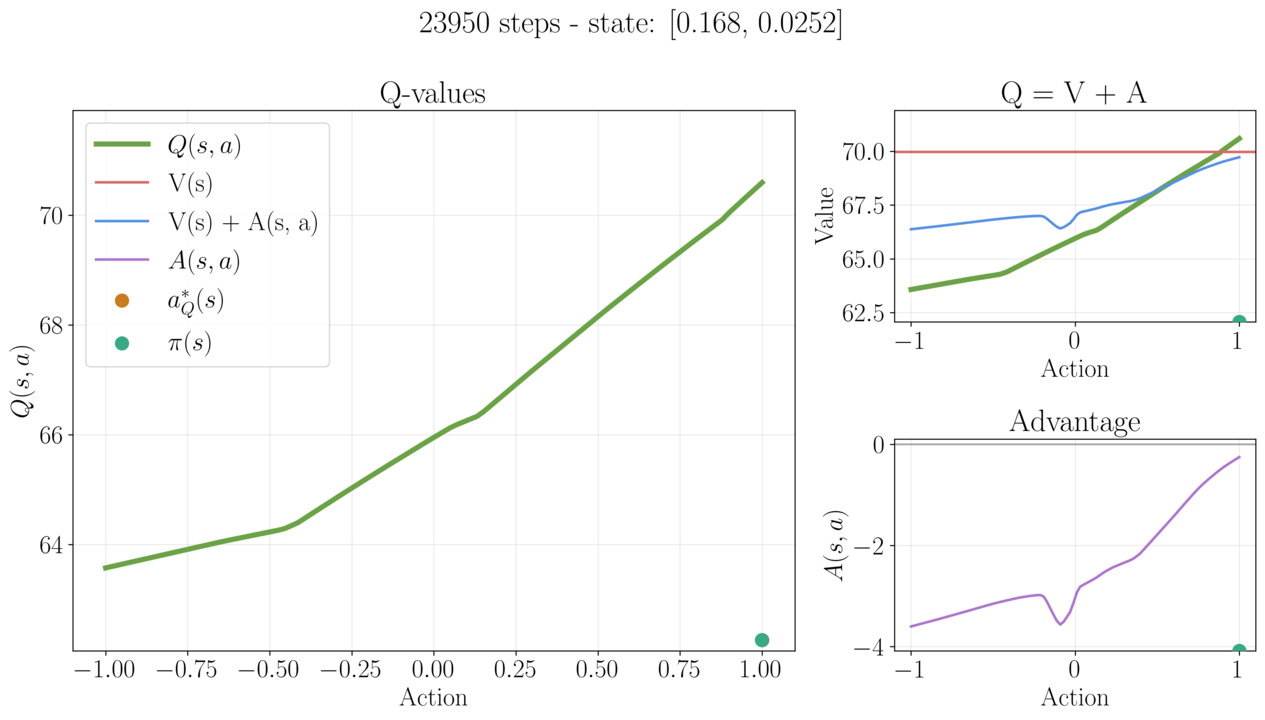 23950 steps - state: [0.168, 0.0252]
Q-values
Q(s, a)
V(s)
V(s) + A(s, a)
A(s, a)
a*Q(s)
π(s)
Q(s, a)
70
68
66
64
−1.00 −0.75 −0.50 −0.25 0.00 0.25 0.50 0.75 1.00
Action
Q = V + A
Value
70.0
67.5
65.0
62.5
−1 0 1
Action
Advantage
A(s, a)
0
−2
−4
−1 0 1
Action